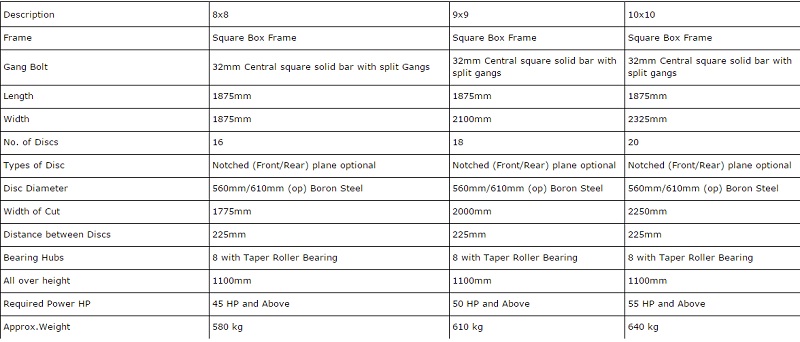 Description 8x8 9x9 10x10
Frame Square Box Frame Square Box Frame Square Box Frame
Gang Bolt 32mm Central square solid bar with split Gangs 32mm Central square solid bar with split gangs 32mm Central square solid bar with split gangs
Length 1875mm 1875mm 1875mm
Width 1875mm 2100mm 2325mm
No. of Discs 16 18 20
Types of Disc Notched (Front/Rear) plane optional Notched (Front/Rear) plane optional Notched (Front/Rear) plane optional
Disc Diameter 560mm/610mm (op) Boron Steel 560mm/610mm (op) Boron Steel 560mm/610mm (op) Boron Steel
Width of Cut 1775mm 2000mm 2250mm
Distance between Discs 225mm 225mm 225mm
Bearing Hubs 8 with Taper Roller Bearing 8 with Taper Roller Bearing 8 with Taper Roller Bearing
All over height 1100mm 1100mm 1100mm
Required Power HP 45 HP and Above 50 HP and Above 55 HP and Above
Approx.Weight 580 kg 610 kg 640 kg